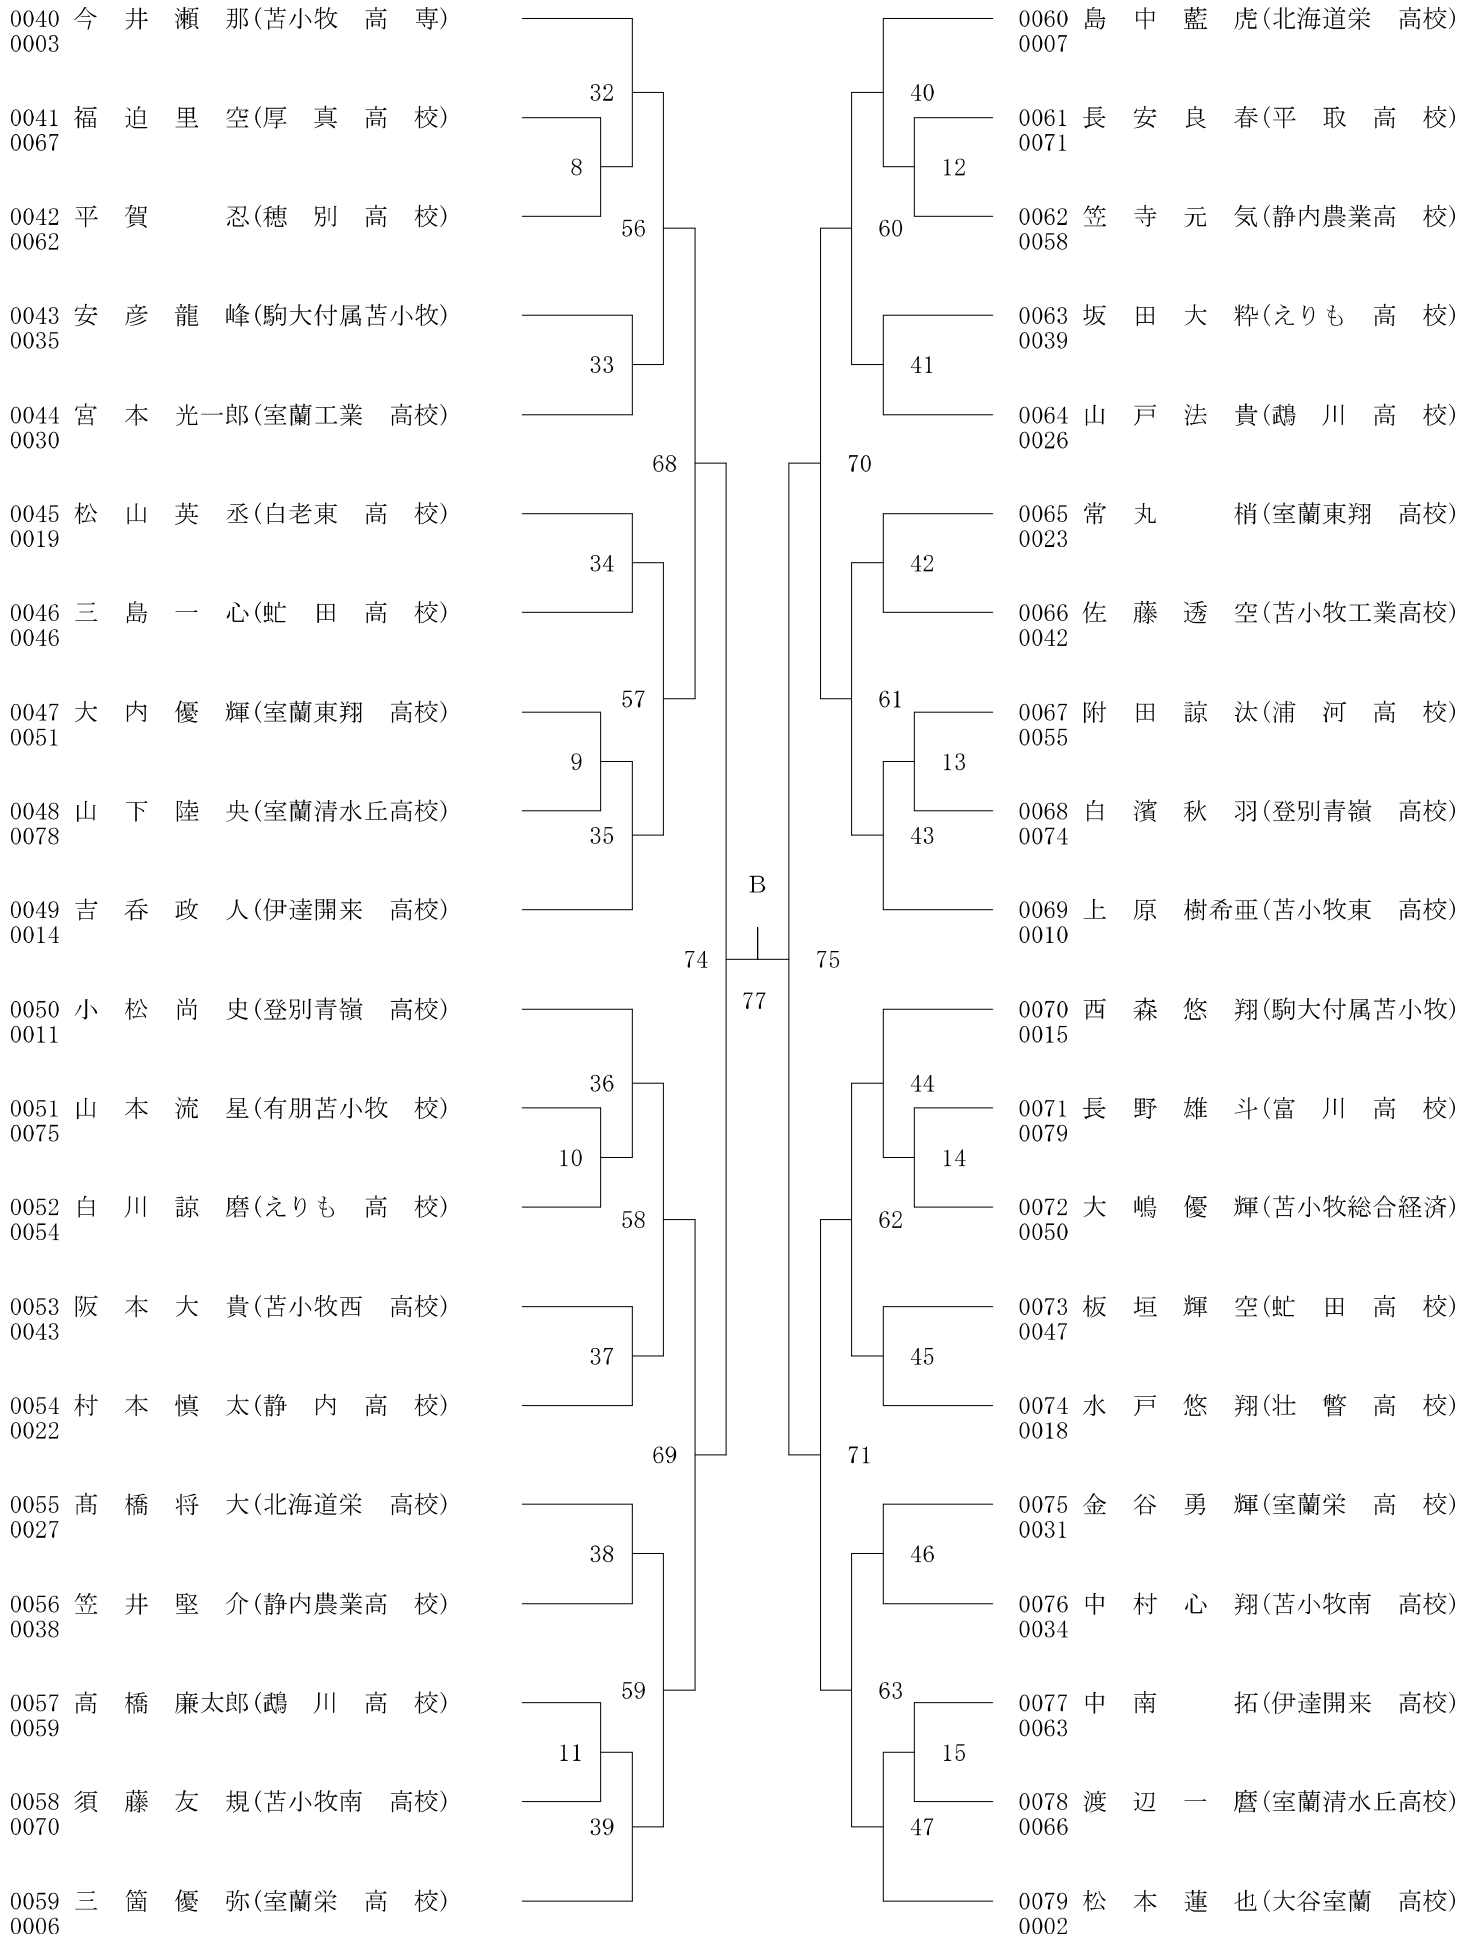 0040 今　井　瀬　那(苫小牧　高　専)
0003
32
0041 福　迫　里　空(厚　真　高　校)
0067
8
0042 平　賀　　　忍(穂　別　高　校)
0062
56
0043 安　彦　龍　峰(駒大付属苫小牧)
0035
33
0044 宮　本　光一郎(室蘭工業　高校)
0030
68
0045 松　山　英　丞(白老東　高　校)
0019
34
0046 三　島　一　心(虻　田　高　校)
0046
57
0047 大　内　優　輝(室蘭東翔　高校)
0051
9
0048 山　下　陸　央(室蘭清水丘高校)
0078
35
0049 吉　呑　政　人(伊達開来　高校)
0014
74
0050 小　松　尚　史(登別青嶺　高校)
0011
36
0051 山　本　流　星(有朋苫小牧　校)
0075
10
0052 白　川　諒　磨(えりも　高　校)
0054
58
0053 阪　本　大　貴(苫小牧西　高校)
0043
37
0054 村　本　慎　太(静　内　高　校)
0022
69
0055 髙　橋　将　大(北海道栄　高校)
0027
38
0056 笠　井　堅　介(静内農業高　校)
0038
59
0057 高　橋　廉太郎(鵡　川　高　校)
0059
11
0058 須　藤　友　規(苫小牧南　高校)
0070
39
0059 三　箇　優　弥(室蘭栄　高　校)
0006
B
77
0060 島　中　藍　虎(北海道栄　高校)
0007
40
0061 長　安　良　春(平　取　高　校)
0071
12
0062 笠　寺　元　気(静内農業高　校)
0058
60
0063 坂　田　大　粋(えりも　高　校)
0039
41
0064 山　戸　法　貴(鵡　川　高　校)
0026
70
0065 常　丸　　　梢(室蘭東翔　高校)
0023
42
0066 佐　藤　透　空(苫小牧工業高校)
0042
61
0067 附　田　諒　汰(浦　河　高　校)
0055
13
0068 白　濱　秋　羽(登別青嶺　高校)
0074
43
0069 上　原　樹希亜(苫小牧東　高校)
0010
75
0070 西　森　悠　翔(駒大付属苫小牧)
0015
44
0071 長　野　雄　斗(富　川　高　校)
0079
14
0072 大　嶋　優　輝(苫小牧総合経済)
0050
62
0073 板　垣　輝　空(虻　田　高　校)
0047
45
0074 水　戸　悠　翔(壮　瞥　高　校)
0018
71
0075 金　谷　勇　輝(室蘭栄　高　校)
0031
46
0076 中　村　心　翔(苫小牧南　高校)
0034
63
0077 中　南　　　拓(伊達開来　高校)
0063
15
0078 渡　辺　一　麿(室蘭清水丘高校)
0066
47
0079 松　本　蓮　也(大谷室蘭　高校)
0002